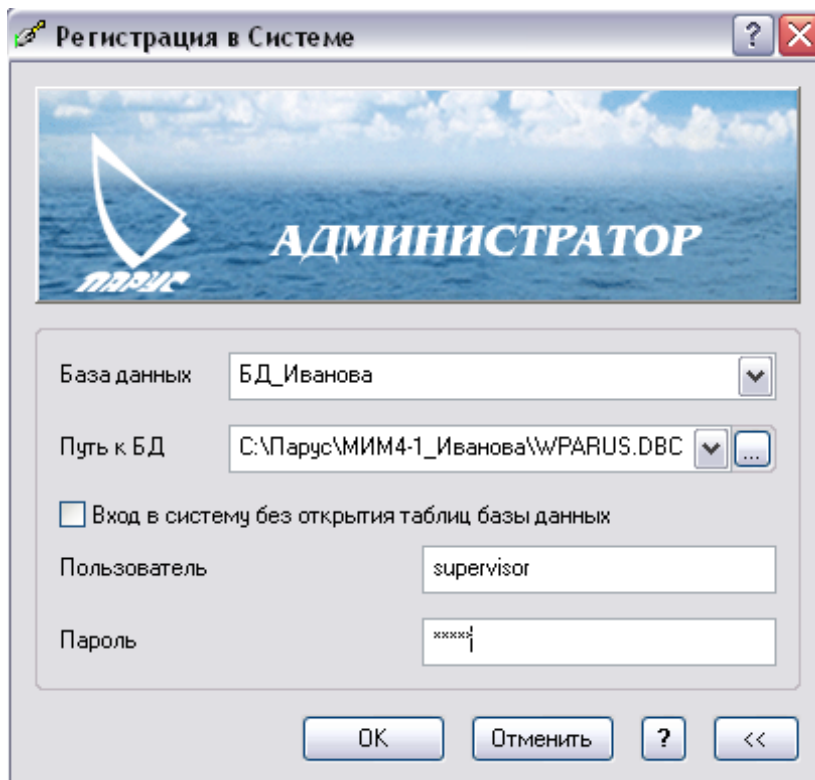 Регистрация в Системе
?
ПАРУС
АДМИНИСТРАТОР
База данных БД_Иванова
Путь к БД C:\Парус\МИМ4-1_Иванова\WPARUS.DBC ...
Вход в систему без открытия таблиц базы данных
Пользователь supervisor
Пароль *****
OK Отменить ? <<